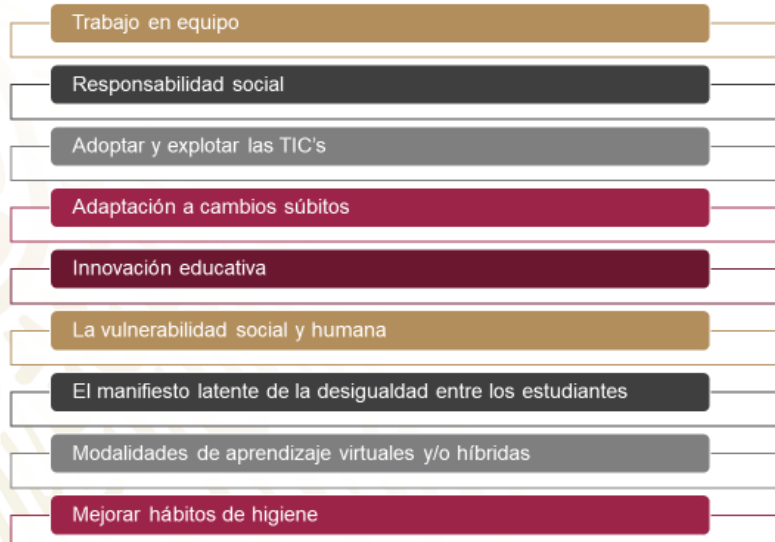 Trabajo en equipo
Responsabilidad social
Adoptar y explotar las TIC's
Adaptación a cambios súbitos
Innovación educativa
La vulnerabilidad social y humana
El manifiesto latente de la desigualdad entre los estudiantes
Modalidades de aprendizaje virtuales y/o híbridas
Mejorar hábitos de higiene